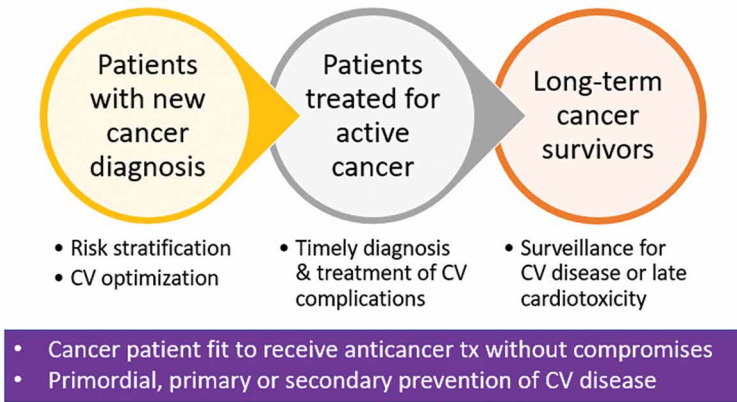 Patients
with new
cancer
diagnosis
Patients
treated for
active
cancer
Long-term
cancer
survivors
• Risk stratification
• CV optimization
• Timely diagnosis
& treatment of CV
complications
• Surveillance for
CV disease or late
cardiotoxicity
• Cancer patient fit to receive anticancer tx without compromises
• Primordial, primary or secondary prevention of CV disease